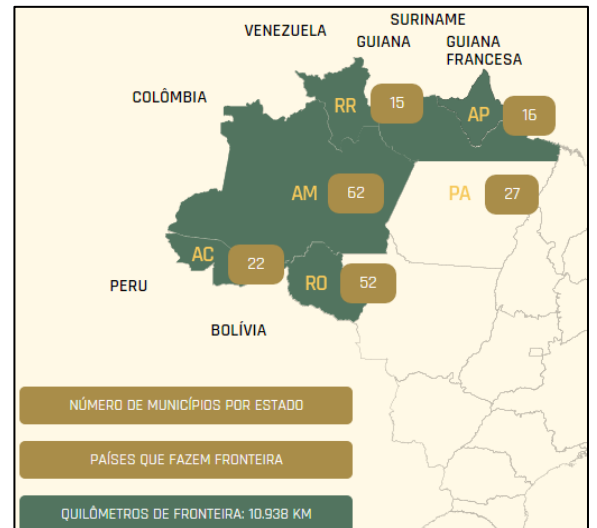 SURINAME
VENEZUELA
GUIANA
GUIANA
FRANCESA
COLÔMBIA
RR
15
AP
16
AM
62
PA
27
AC
22
RO
52
PERU
BOLÍVIA
NÚMERO DE MUNICÍPIOS POR ESTADO
PAÍSES QUE FAZEM FRONTEIRA
QUILÔMETROS DE FRONTEIRA: 10.938 KM